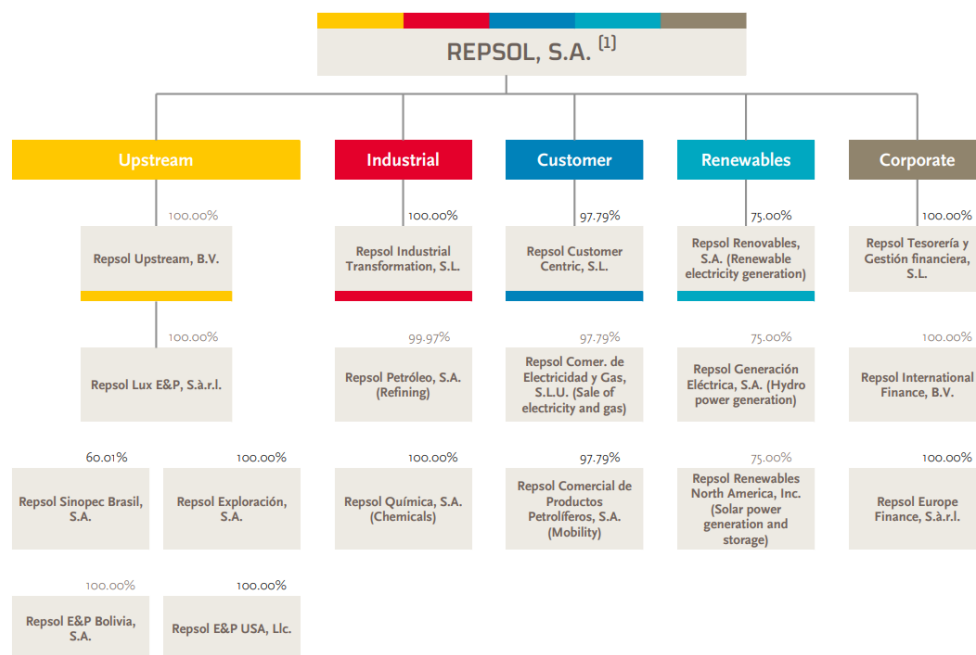 REPSOL, S.A. [1]
Upstream
Industrial
Customer
Renewables
Corporate
100.00%
100.00%
97.79%
75.00%
100.00%
Repsol Upstream, B.V.
Repsol Industrial
Transformation, S.L.
Repsol Customer
Centric, S.L.
Repsol Renovables,
S.A. (Renewable
electricity generation)
Repsol Tesorería y
Gestión financiera,
S.L.
100.00%
99.97%
97.79%
75.00%
100.00%
Repsol Lux E&P, S.à.r.l.
Repsol Petróleo, S.A.
(Refining)
Repsol Comer. de
Electricidad y Gas,
S.L.U. (Sale of
electricity and gas)
Repsol Generación
Eléctrica, S.A. (Hydro
power generation)
Repsol International
Finance, B.V.
60.01%
100.00%
100.00%
97.79%
75.00%
100.00%
Repsol Sinopec Brasil,
S.A.
Repsol Exploración,
S.A.
Repsol Química, S.A.
(Chemicals)
Repsol Comercial de
Productos
Petrolíferos, S.A.
(Mobility)
Repsol Renewables
North America, Inc.
(Solar power
generation and
storage)
Repsol Europe
Finance, S.à.r.l.
100.00%
100.00%
Repsol E&P Bolivia,
S.A.
Repsol E&P USA, Llc.